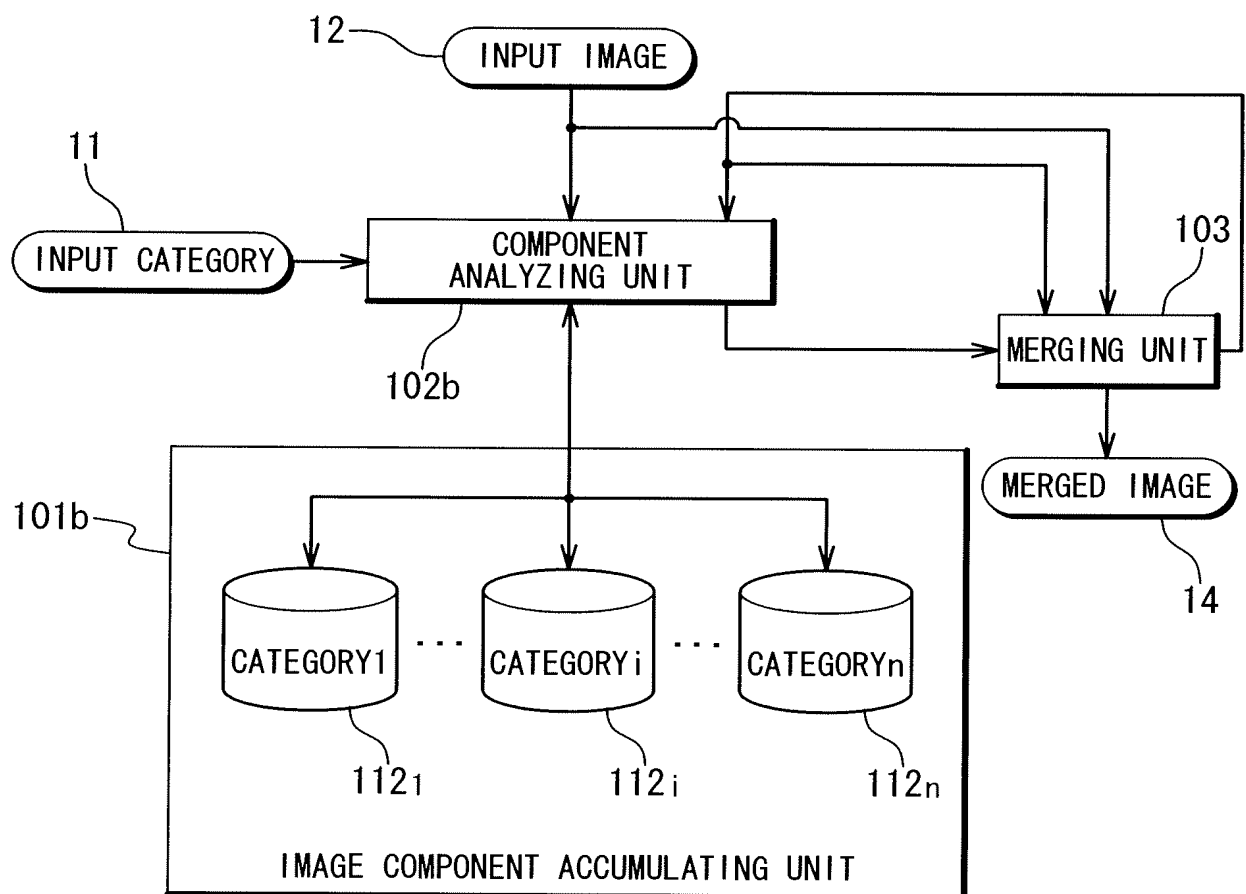 12
INPUT IMAGE
11
INPUT CATEGORY
COMPONENT
ANALYZING UNIT
103
MERGING UNIT
102b
MERGED IMAGE
101b
14
CATEGORY1 ··· CATEGORYi ··· CATEGORYn
112₁ 112i 112n
IMAGE COMPONENT ACCUMULATING UNIT